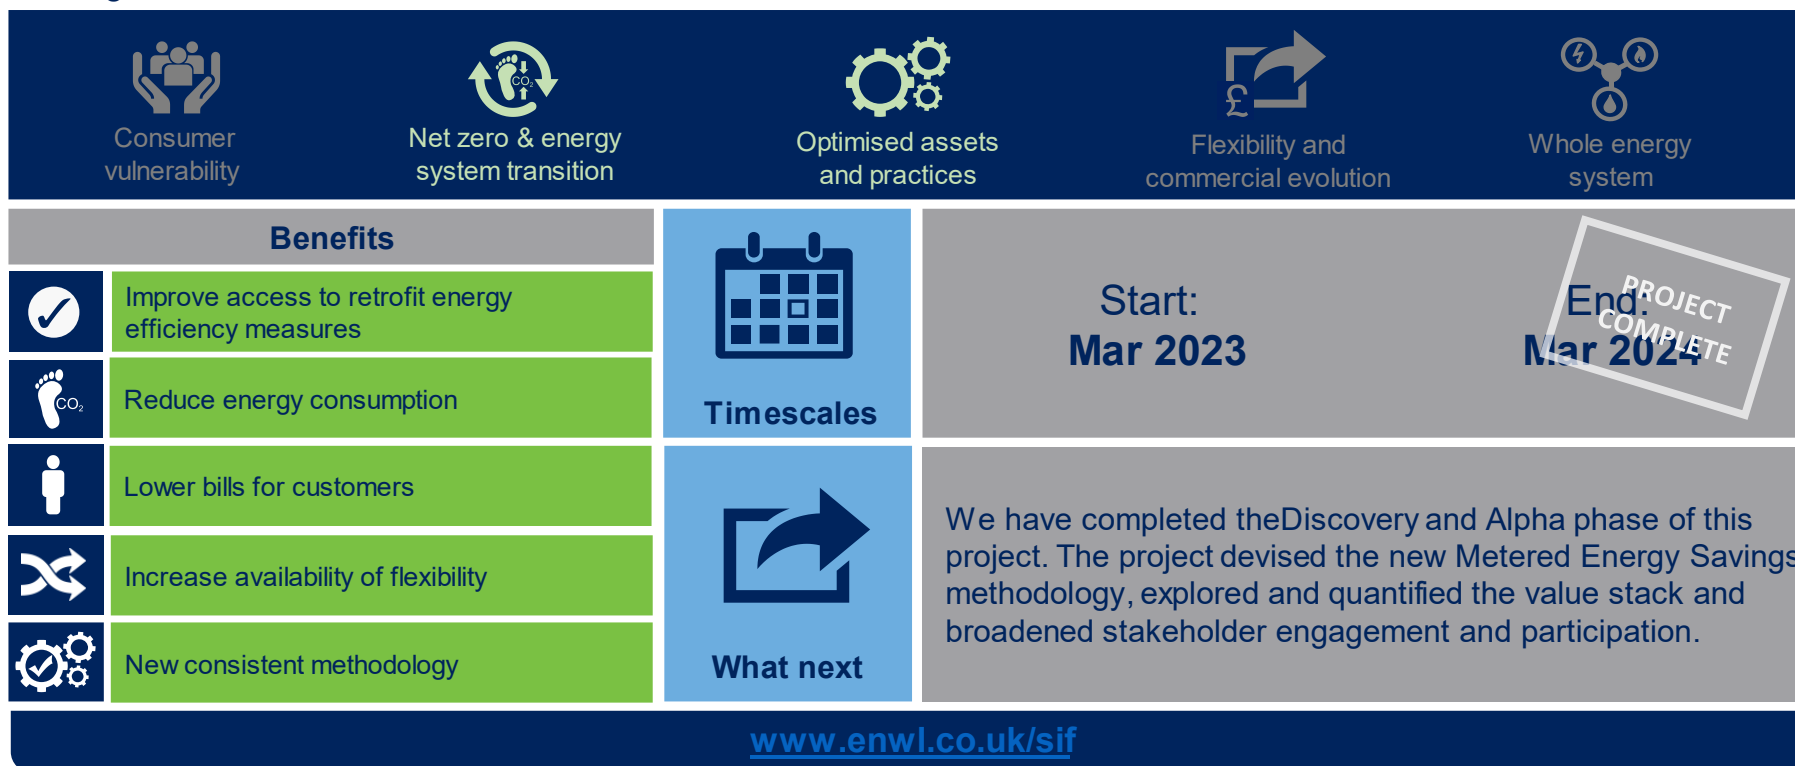 Consumer
vulnerability
Net zero & energy
system transition
Optimised assets
and practices
Flexibility and
commercial evolution
Whole energy
system
Benefits
Improve access to retrofit energy
efficiency measures
CO₂
Reduce energy consumption
Lower bills for customers
Increase availability of flexibility
New consistent methodology
Timescales
Start:
Mar 2023
End:
Mar 2024
PROJECT
COMPLETE
What next
We have completed theDiscovery and Alpha phase of this
project. The project devised the new Metered Energy Savings
methodology, explored and quantified the value stack and
broadened stakeholder engagement and participation.
www.enwl.co.uk/sif
CO₂
£